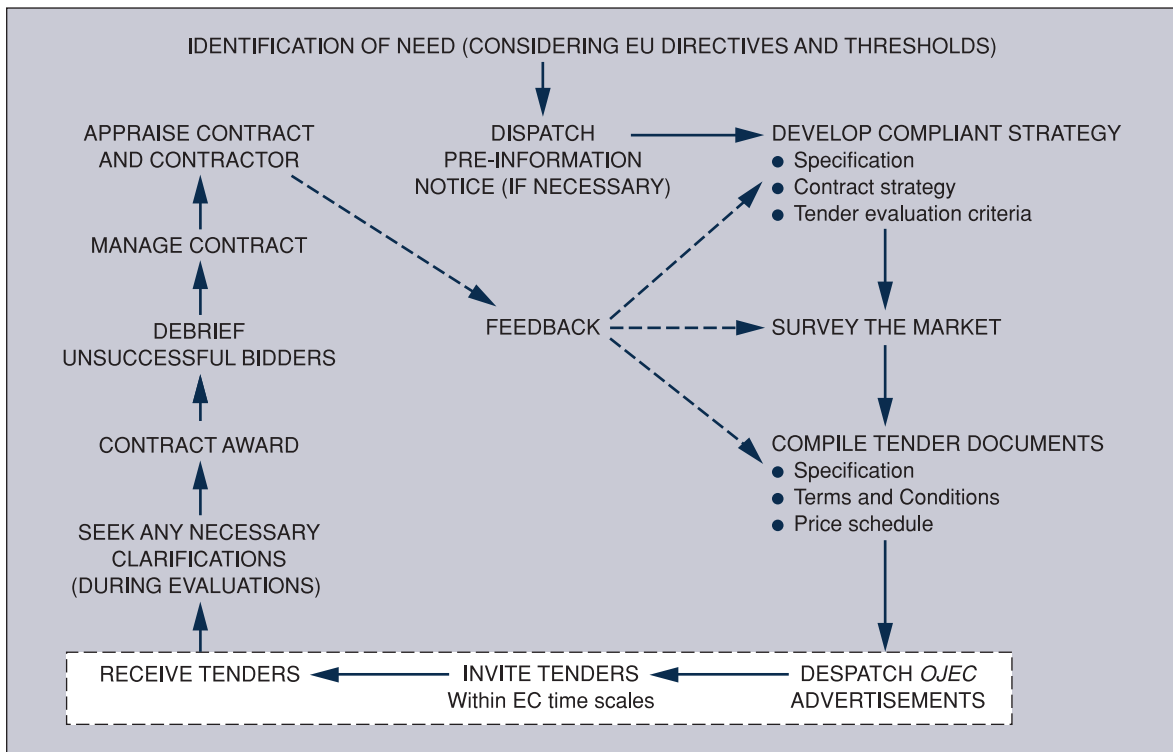 IDENTIFICATION OF NEED (CONSIDERING EU DIRECTIVES AND THRESHOLDS)
DISPATCH
PRE-INFORMATION
NOTICE (IF NECESSARY)
DEVELOP COMPLIANT STRATEGY
● Specification
● Contract strategy
● Tender evaluation criteria
SURVEY THE MARKET
COMPILE TENDER DOCUMENTS
● Specification
● Terms and Conditions
● Price schedule
DESPATCH OJEC
ADVERTISEMENTS
INVITE TENDERS
Within EC time scales
RECEIVE TENDERS
SEEK ANY NECESSARY
CLARIFICATIONS
(DURING EVALUATIONS)
CONTRACT AWARD
DEBRIEF
UNSUCCESSFUL BIDDERS
MANAGE CONTRACT
APPRAISE CONTRACT
AND CONTRACTOR
FEEDBACK